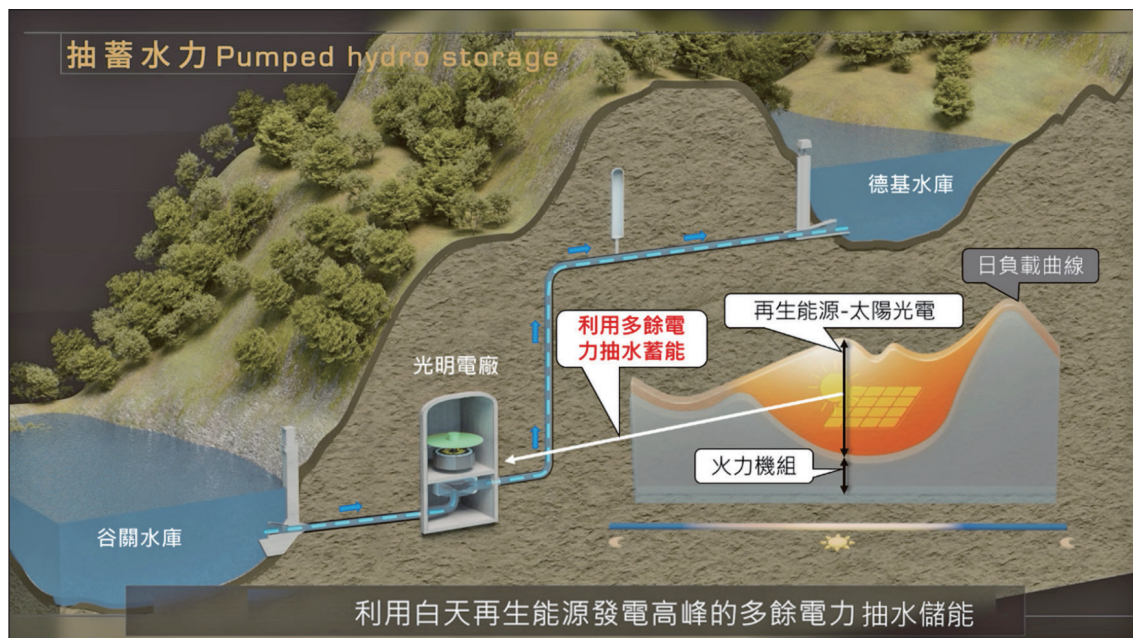 抽蓄水力 Pumped hydro storage
德基水庫
日負載曲線
再生能源-太陽光電
利用多餘電
力抽水蓄能
光明電廠
火力機組
谷關水庫
利用白天再生能源發電高峰的多餘電力 抽水儲能